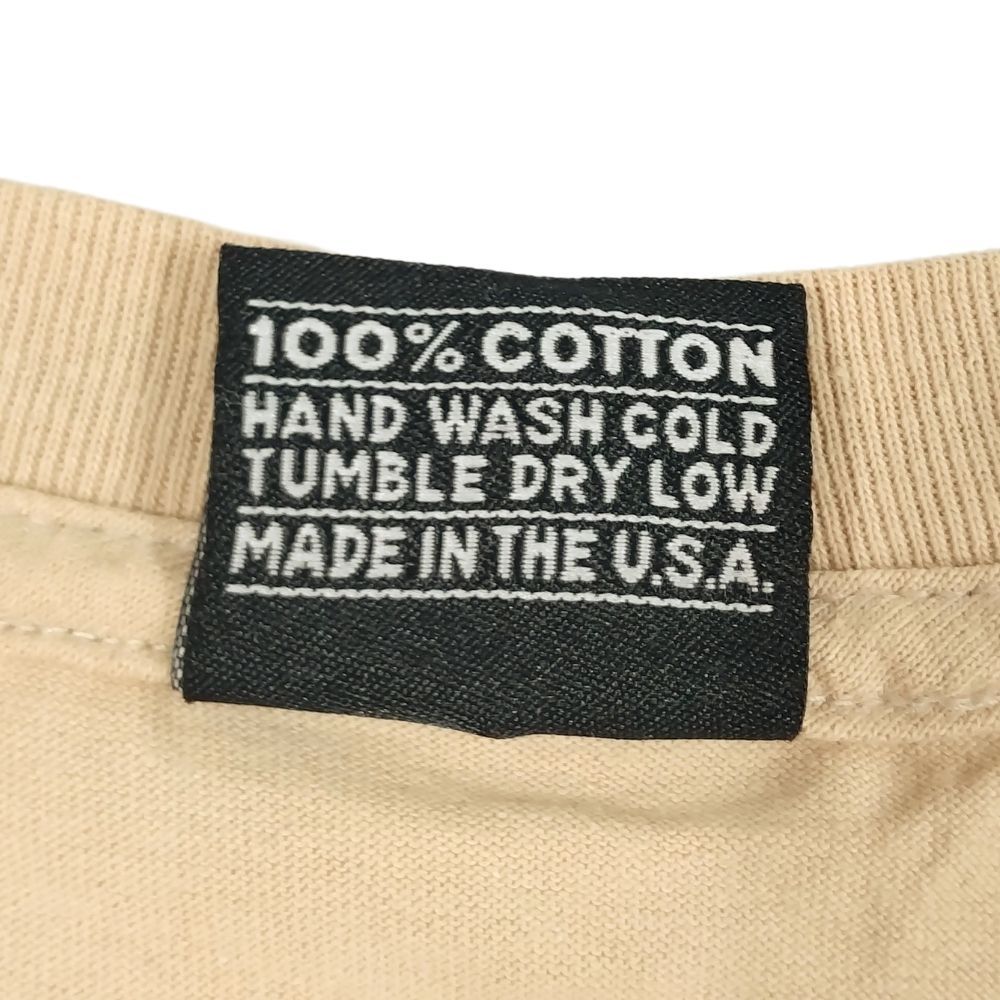 100% COTTON
HAND WASH COLD
TUMBLE DRY LOW
MADE IN THE U.S.A.